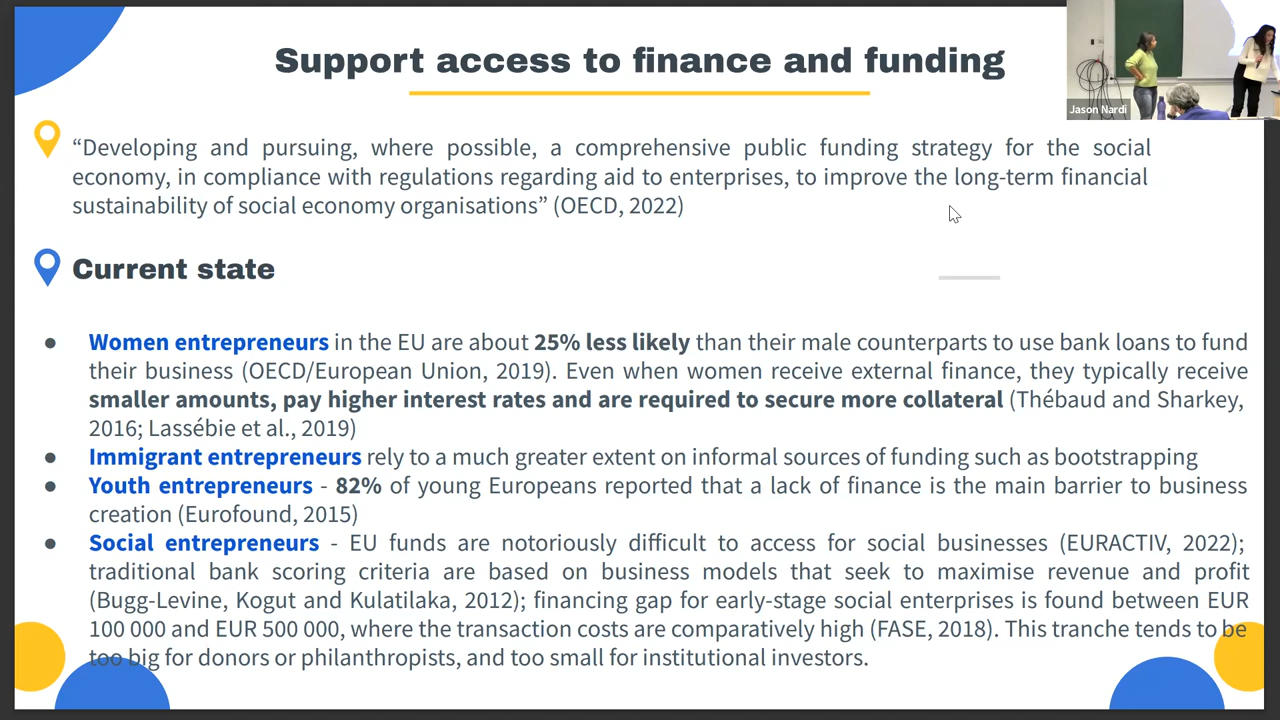 Support access to finance and funding
Jason Nardi
“Developing and pursuing, where possible, a comprehensive public funding strategy for the social
economy, in compliance with regulations regarding aid to enterprises, to improve the long-term financial
sustainability of social economy organisations” (OECD, 2022)
Current state
● Women entrepreneurs in the EU are about 25% less likely than their male counterparts to use bank loans to fund
their business (OECD/European Union, 2019). Even when women receive external finance, they typically receive
smaller amounts, pay higher interest rates and are required to secure more collateral (Thébaud and Sharkey,
2016; Lassébie et al., 2019)
● Immigrant entrepreneurs rely to a much greater extent on informal sources of funding such as bootstrapping
● Youth entrepreneurs - 82% of young Europeans reported that a lack of finance is the main barrier to business
creation (Eurofound, 2015)
● Social entrepreneurs - EU funds are notoriously difficult to access for social businesses (EURACTIV, 2022);
traditional bank scoring criteria are based on business models that seek to maximise revenue and profit
(Bugg-Levine, Kogut and Kulatilaka, 2012); financing gap for early-stage social enterprises is found between EUR
100 000 and EUR 500 000, where the transaction costs are comparatively high (FASE, 2018). This tranche tends to be
too big for donors or philanthropists, and too small for institutional investors.